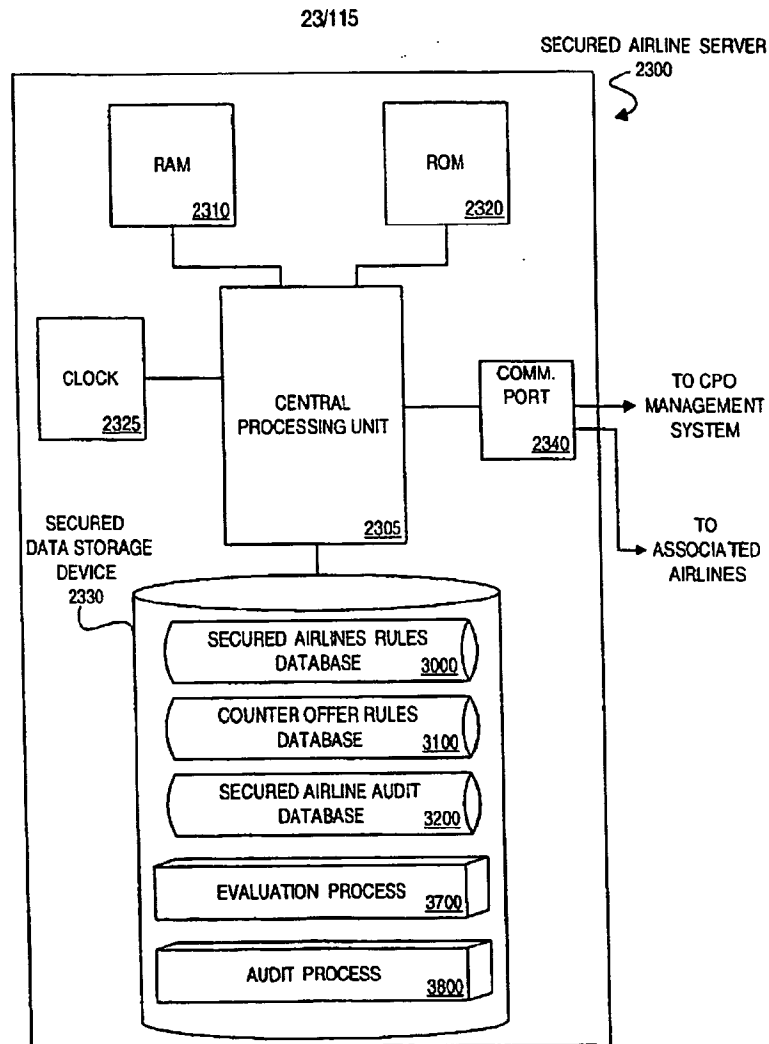 23/115
SECURED AIRLINE SERVER
2300
RAM
2310
ROM
2320
CLOCK
2325
CENTRAL
PROCESSING UNIT
2305
COMM.
PORT
2340
TO CPO
MANAGEMENT
SYSTEM
TO
ASSOCIATED
AIRLINES
SECURED
DATA STORAGE
DEVICE
2330
SECURED AIRLINES RULES
DATABASE
3000
COUNTER OFFER RULES
DATABASE
3100
SECURED AIRLINE AUDIT
DATABASE
3200
EVALUATION PROCESS
3700
AUDIT PROCESS
3800